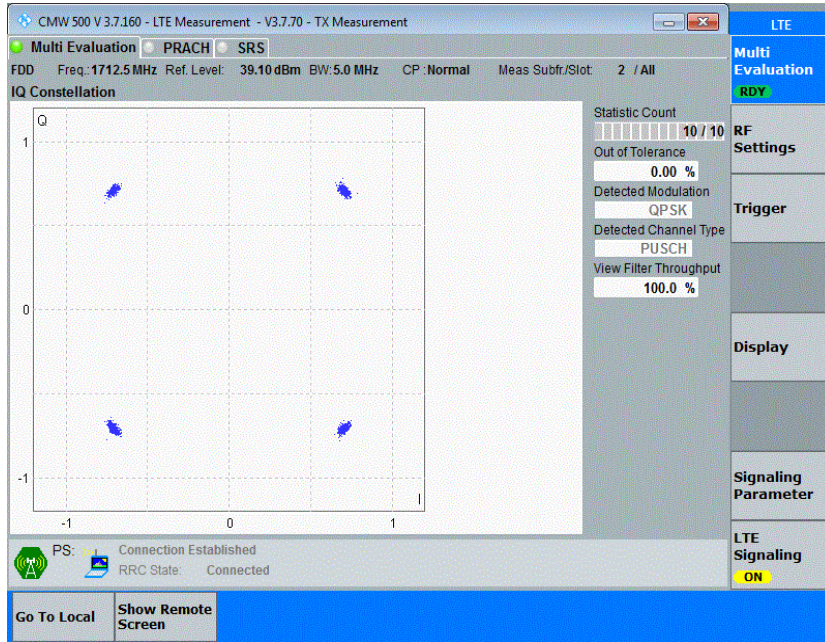 CMW 500 V 3.7.160 - LTE Measurement - V3.7.70 - TX Measurement
LTE
Multi Evaluation PRACH SRS
FDD Freq.: 1712.5 MHz Ref. Level: 39.10 dBm BW: 5.0 MHz CP : Normal Meas Subfr./Slot: 2 / All
IQ Constellation
Q
1
0
-1
I
-1 0 1
Statistic Count
10 / 10
Out of Tolerance
0.00 %
Detected Modulation
QPSK
Detected Channel Type
PUSCH
View Filter Throughput
100.0 %
Multi
Evaluation
RDY
RF
Settings
Trigger
Display
Signaling
Parameter
LTE
Signaling
ON
PS: Connection Established
RRC State: Connected
Go To Local
Show Remote
Screen